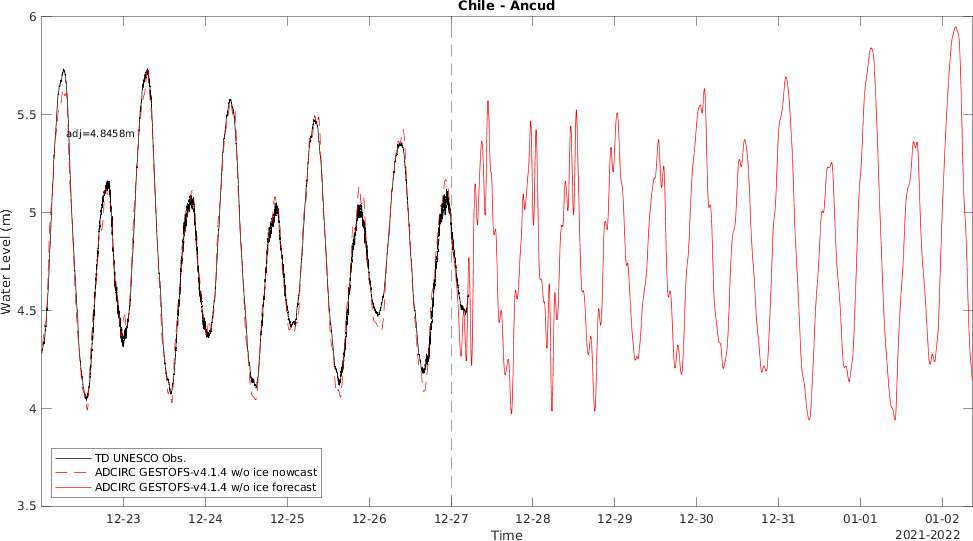 Chile - Ancud
6
5.5
5
4.5
4
3.5
Water Level (m)
adj=4.8458m
TD UNESCO Obs.
ADCIRC GESTOFS-v4.1.4 w/o ice nowcast
ADCIRC GESTOFS-v4.1.4 w/o ice forecast
12-23 12-24 12-25 12-26 12-27 12-28 12-29 12-30 12-31 01-01 01-02
2021-2022
Time